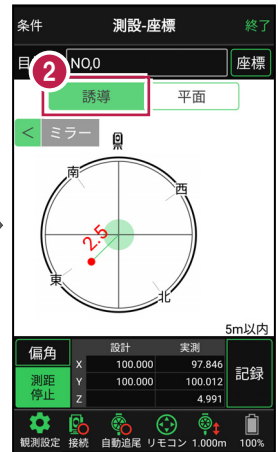 条件 測設-座標 終了
目 2 NO,0 座標
誘導 平面
< ミラー
南 西
2.5
東 北
5m以内
偏角 設計 実測
X 100.000 97.846
測距 停止 Y 100.000 100.012 記録
Z 4.991
観測設定 接続 自動追尾 リモコン 1.000m 100%